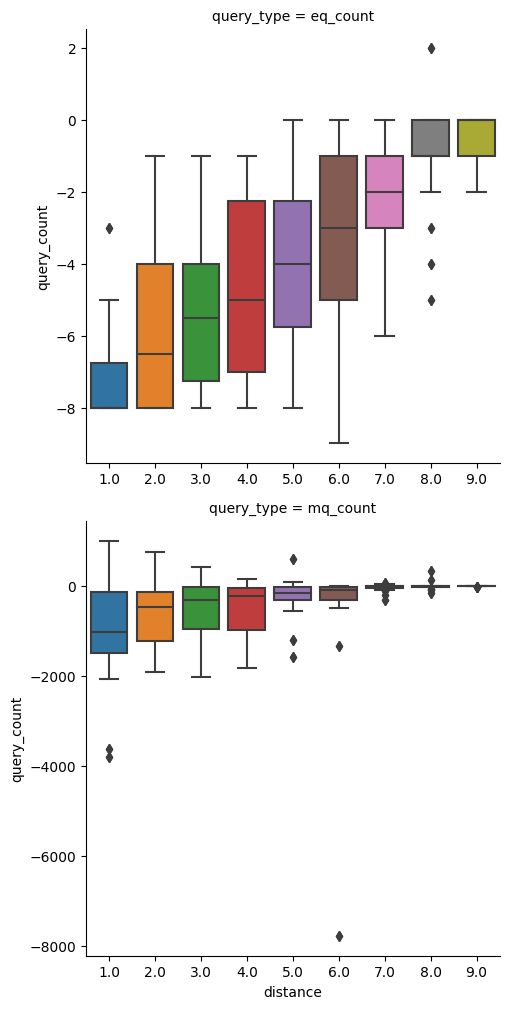 query_type = eq_count
query_count
2
0
−2
−4
−6
−8
1.0 2.0 3.0 4.0 5.0 6.0 7.0 8.0 9.0
query_type = mq_count
query_count
0
−2000
−4000
−6000
−8000
1.0 2.0 3.0 4.0 5.0 6.0 7.0 8.0 9.0
distance